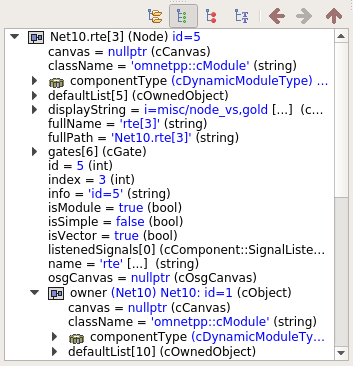 Net10.rte[3] (Node) id=5
canvas = nullptr (cCanvas)
className = 'omnetpp::cModule' (string)
componentType (cDynamicModuleType) ...
defaultList[5] (cOwnedObject)
displayString = i=misc/node_vs,gold [...] (c...
fullName = 'rte[3]' (string)
fullPath = 'Net10.rte[3]' (string)
gates[6] (cGate)
id = 5 (int)
index = 3 (int)
info = 'id=5' (string)
isModule = true (bool)
isSimple = false (bool)
isVector = true (bool)
listenedSignals[0] (cComponent::SignalListe...
name = 'rte' [...] (string)
osgCanvas = nullptr (cOsgCanvas)
owner (Net10) Net10: id=1 (cObject)
canvas = nullptr (cCanvas)
className = 'omnetpp::cModule' (string)
componentType (cDynamicModuleTy...
defaultList[10] (cOwnedObject)